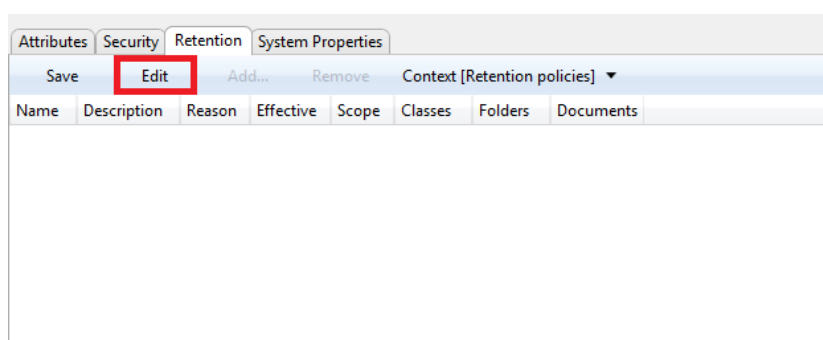 Attributes Security Retention System Properties
Save Edit Add... Remove Context [Retention policies]
Name Description Reason Effective Scope Classes Folders Documents